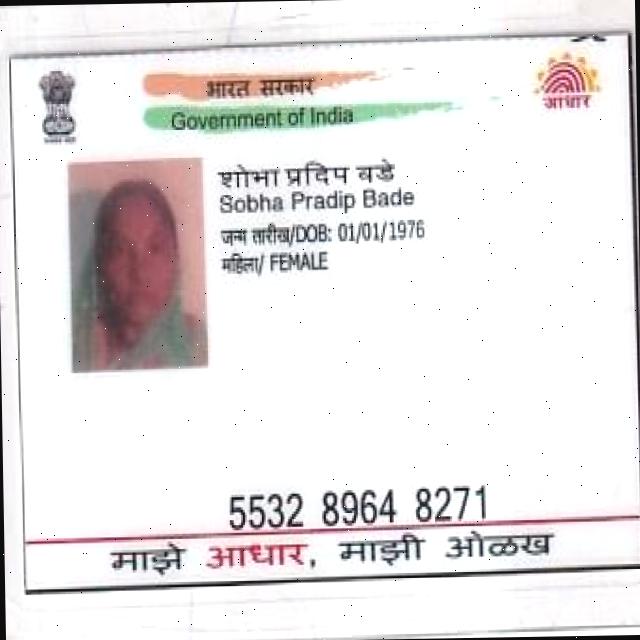 भारत सरकार
Government of India
आधार
शोभा प्रदिप बडे
Sobha Pradip Bade
जन्म तारीख/DOB: 01/01/1976
महिला/ FEMALE
5532 8964 8271
माझे आधार, माझी ओळख